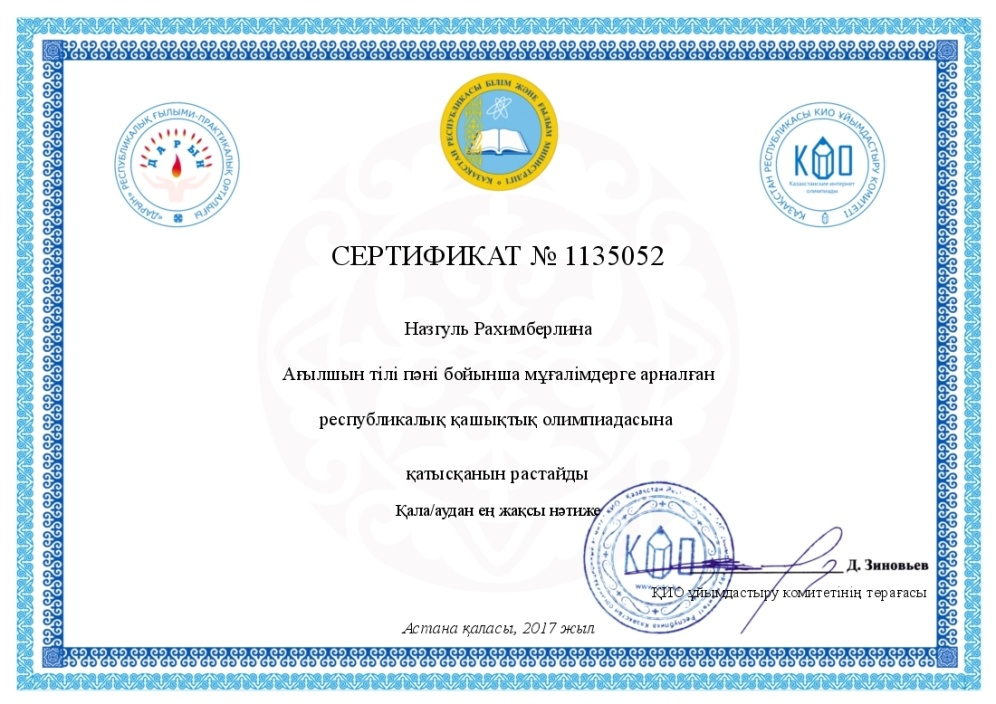 «ДАРЫН» РЕСПУБЛИКАЛЫҚ ҒЫЛЫМИ-ПРАКТИКАЛЫҚ ОРТАЛЫҒЫ
ДАРЫН
ҚАЗАҚСТАН РЕСПУБЛИКАСЫ БІЛІМ ЖӘНЕ ҒЫЛЫМ МИНИСТРЛІГІ
ҚАЗАҚСТАН РЕСПУБЛИКАСЫ КИО ҰЙЫМДАСТЫРУ КОМИТЕТІ
КИО
Казахстанские интернет
олимпиады
СЕРТИФИКАТ № 1135052
Назгуль Рахимберлина
Ағылшын тілі пәні бойынша мұғалімдерге арналған
республикалық қашықтық олимпиадасына
қатысқанын растайды
Қала/аудан ең жақсы нәтиже
КИО
Д. Зиновьев
ҚИО ұйымдастыру комитетінің төрағасы
Астана қаласы, 2017 жыл